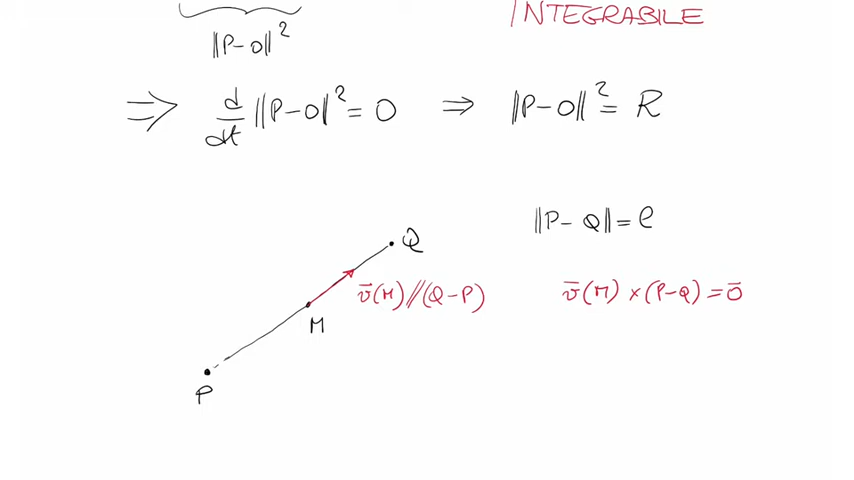 ‖P-O‖² INTEGRABILE
⇒ d/dt ‖P-O‖² = 0 ⇒ ‖P-O‖² = R
‖P-Q‖ = ℓ
Q
v̄(M) // (Q-P) v̄(M) × (P-Q) = 0̄
M
P